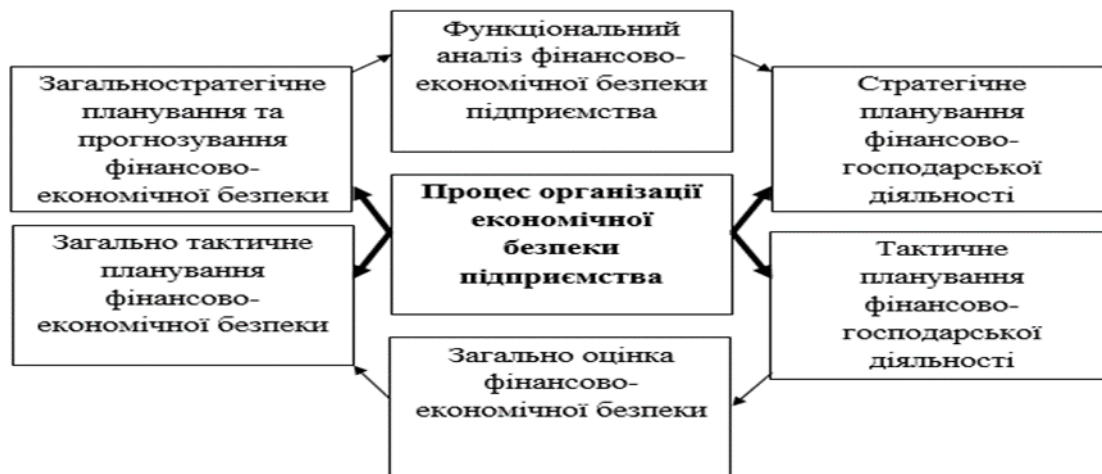 Функціональний
аналіз фінансово-
економічної безпеки
підприємства
Загальностратегічне
планування та
прогнозування
фінансово-
економічної безпеки
Стратегічне
планування
фінансово-
господарської
діяльності
Процес організації
економічної
безпеки
підприємства
Загально тактичне
планування
фінансово-
економічної безпеки
Тактичне
планування
фінансово-
господарської
діяльності
Загально оцінка
фінансово-
економічної безпеки